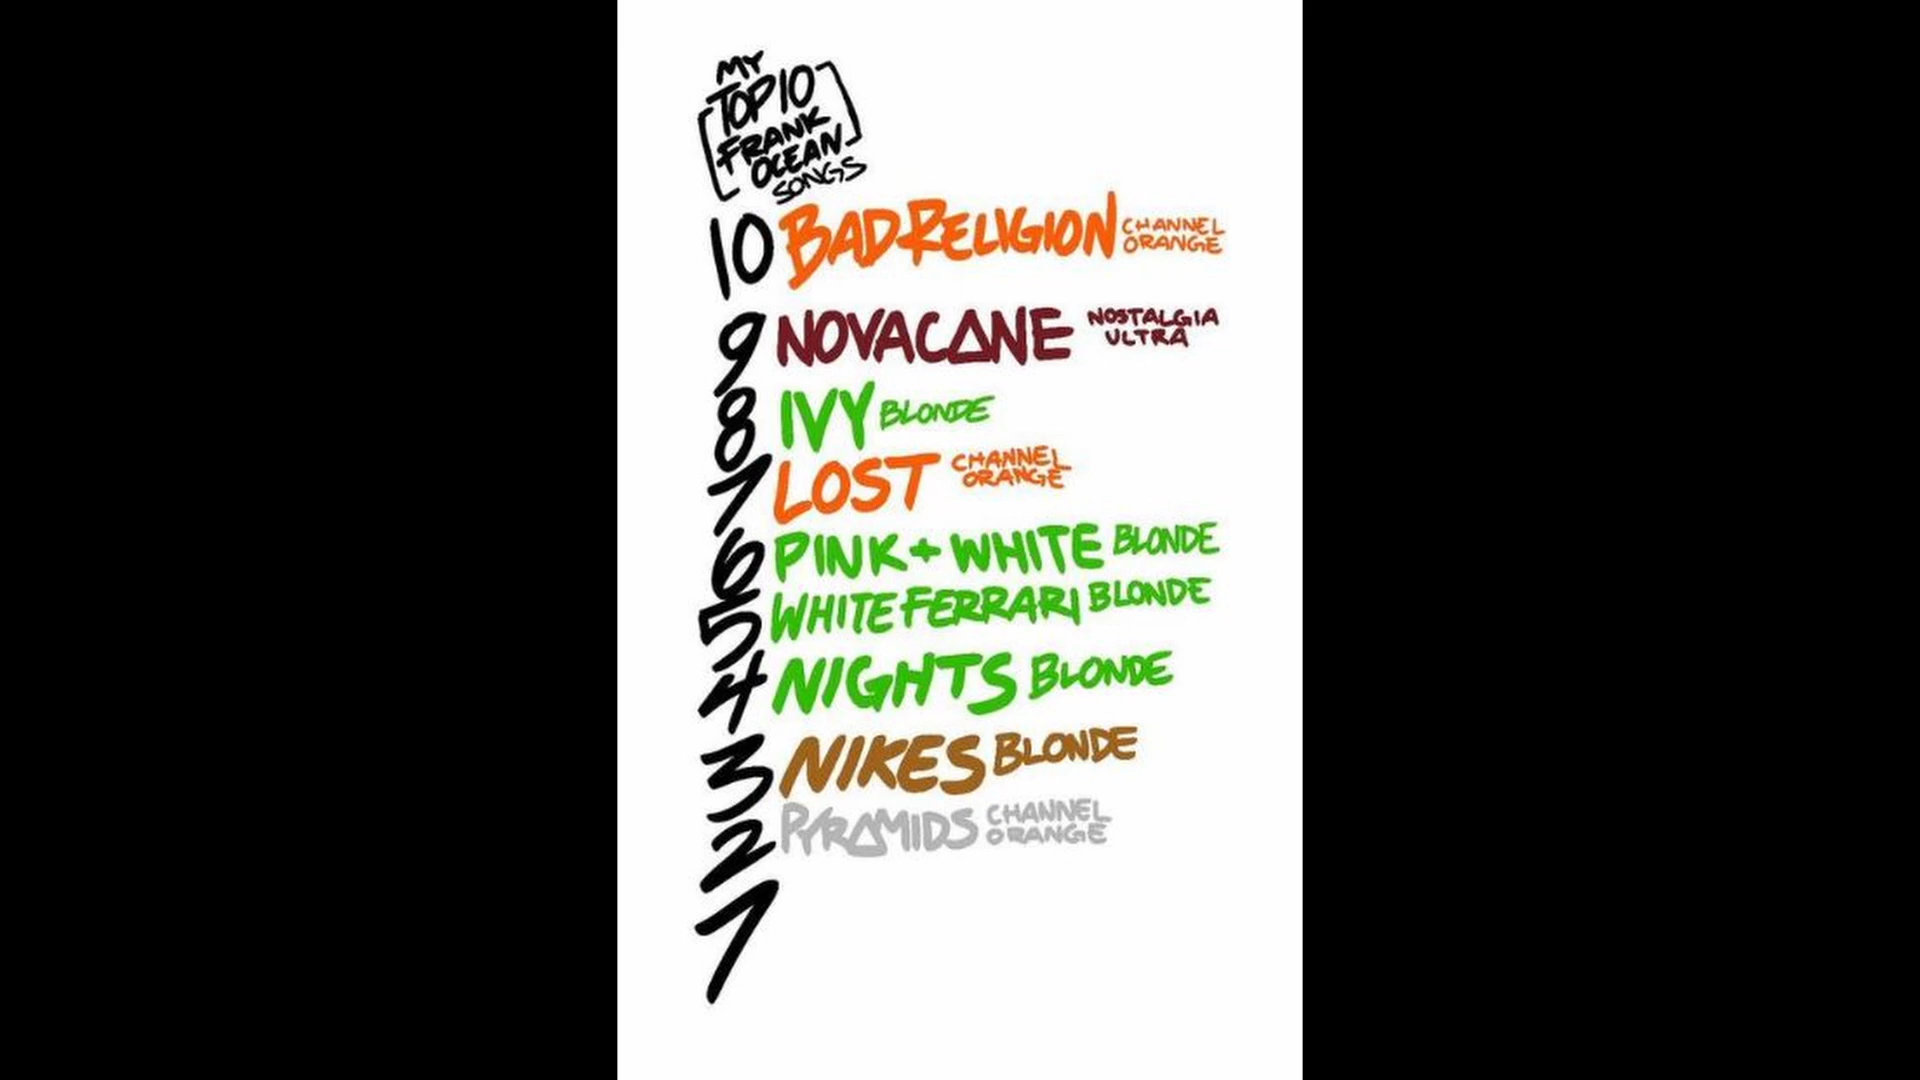 MY
TOP 10
FRANK
OCEAN
SONGS
10 BAD RELIGION CHANNEL
ORANGE
9 NOVACANE NOSTALGIA
ULTRA
8 IVY BLONDE
7 LOST CHANNEL
ORANGE
6 PINK + WHITE BLONDE
5 WHITE FERRARI BLONDE
4 NIGHTS BLONDE
3 NIKES BLONDE
2 PYRAMIDS CHANNEL
ORANGE
1